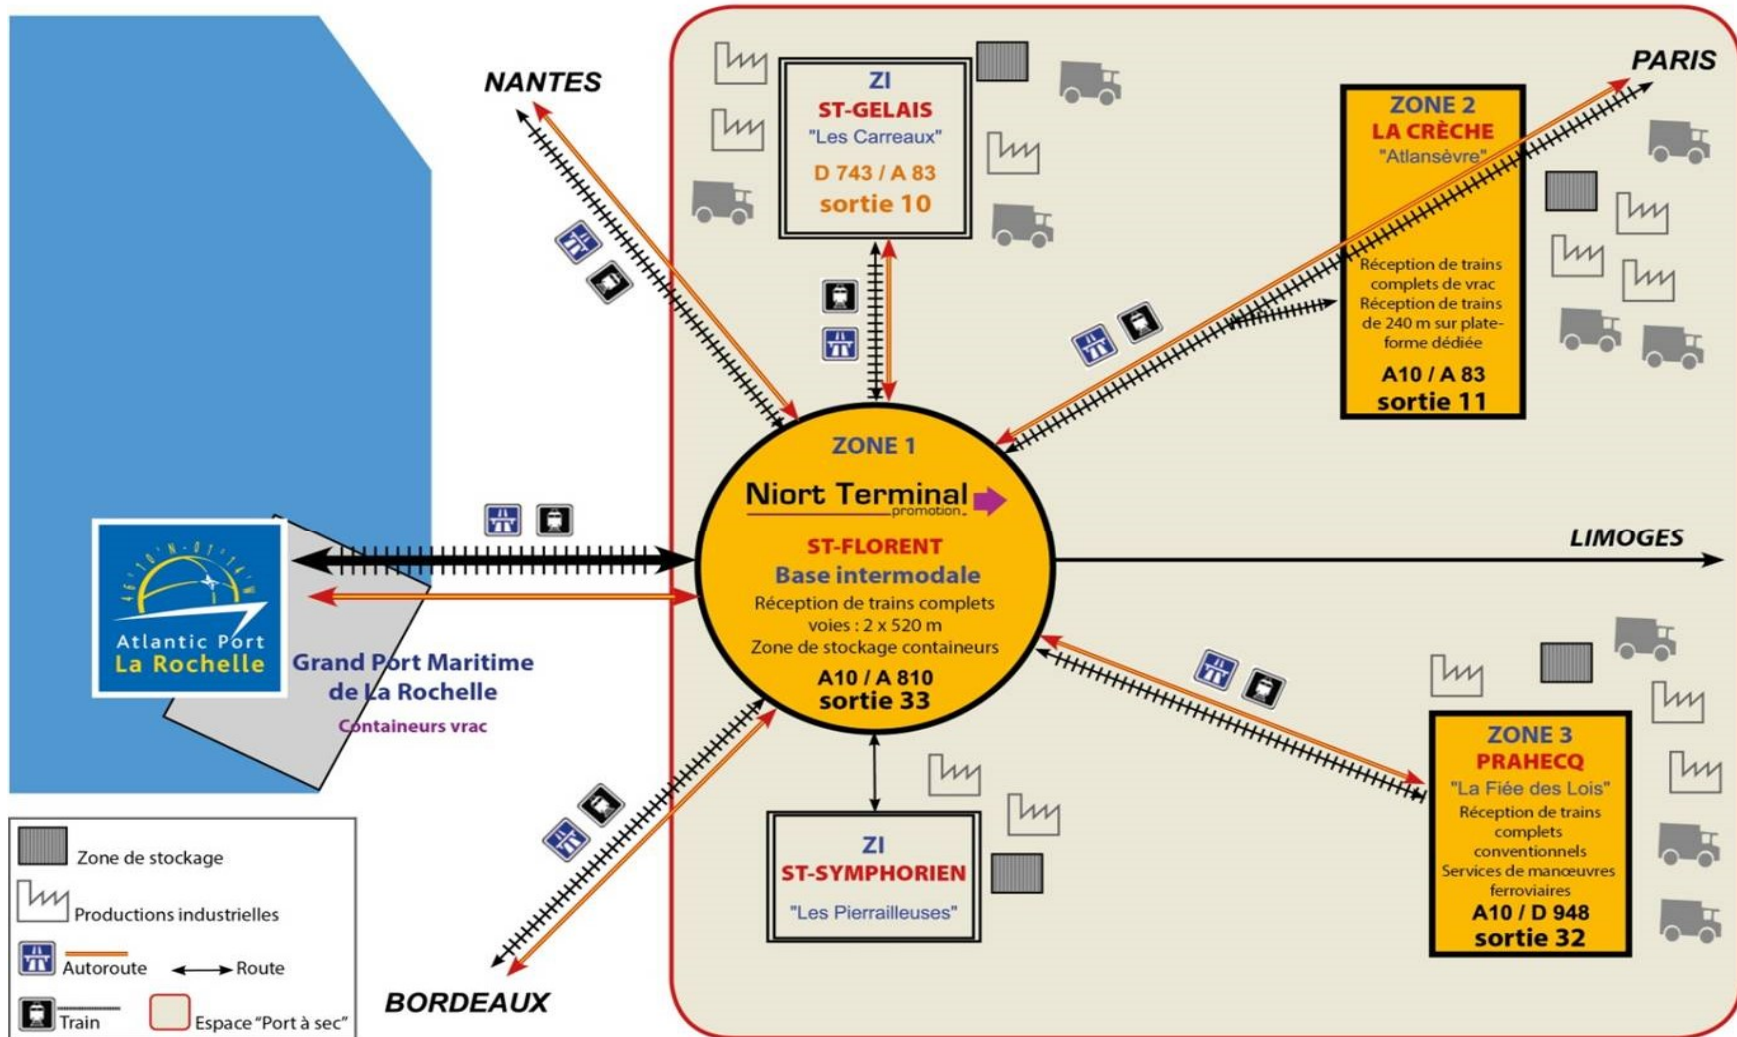 NANTES
PARIS
ZI
ST-GELAIS
"Les Carreaux"
D 743 / A 83
sortie 10
ZONE 2
LA CRÈCHE
"Atlansèvre"
Réception de trains
complets de vrac
Réception de trains
de 240 m sur plate-
forme dédiée
A10 / A 83
sortie 11
ZONE 1
Niort Terminal
promotion
ST-FLORENT
Base intermodale
Réception de trains complets
voies : 2 x 520 m
Zone de stockage containeurs
A10 / A 810
sortie 33
LIMOGES
46°10'N-01°14'W
Atlantic Port
La Rochelle
Grand Port Maritime
de La Rochelle
Containeurs vrac
ZONE 3
PRAHECQ
"La Fiée des Lois"
Réception de trains
complets
conventionnels
Services de manœuvres
ferroviaires
A10 / D 948
sortie 32
ZI
ST-SYMPHORIEN
"Les Pierrailleuses"
BORDEAUX
Zone de stockage
Productions industrielles
Autoroute
Route
Train
Espace "Port à sec"